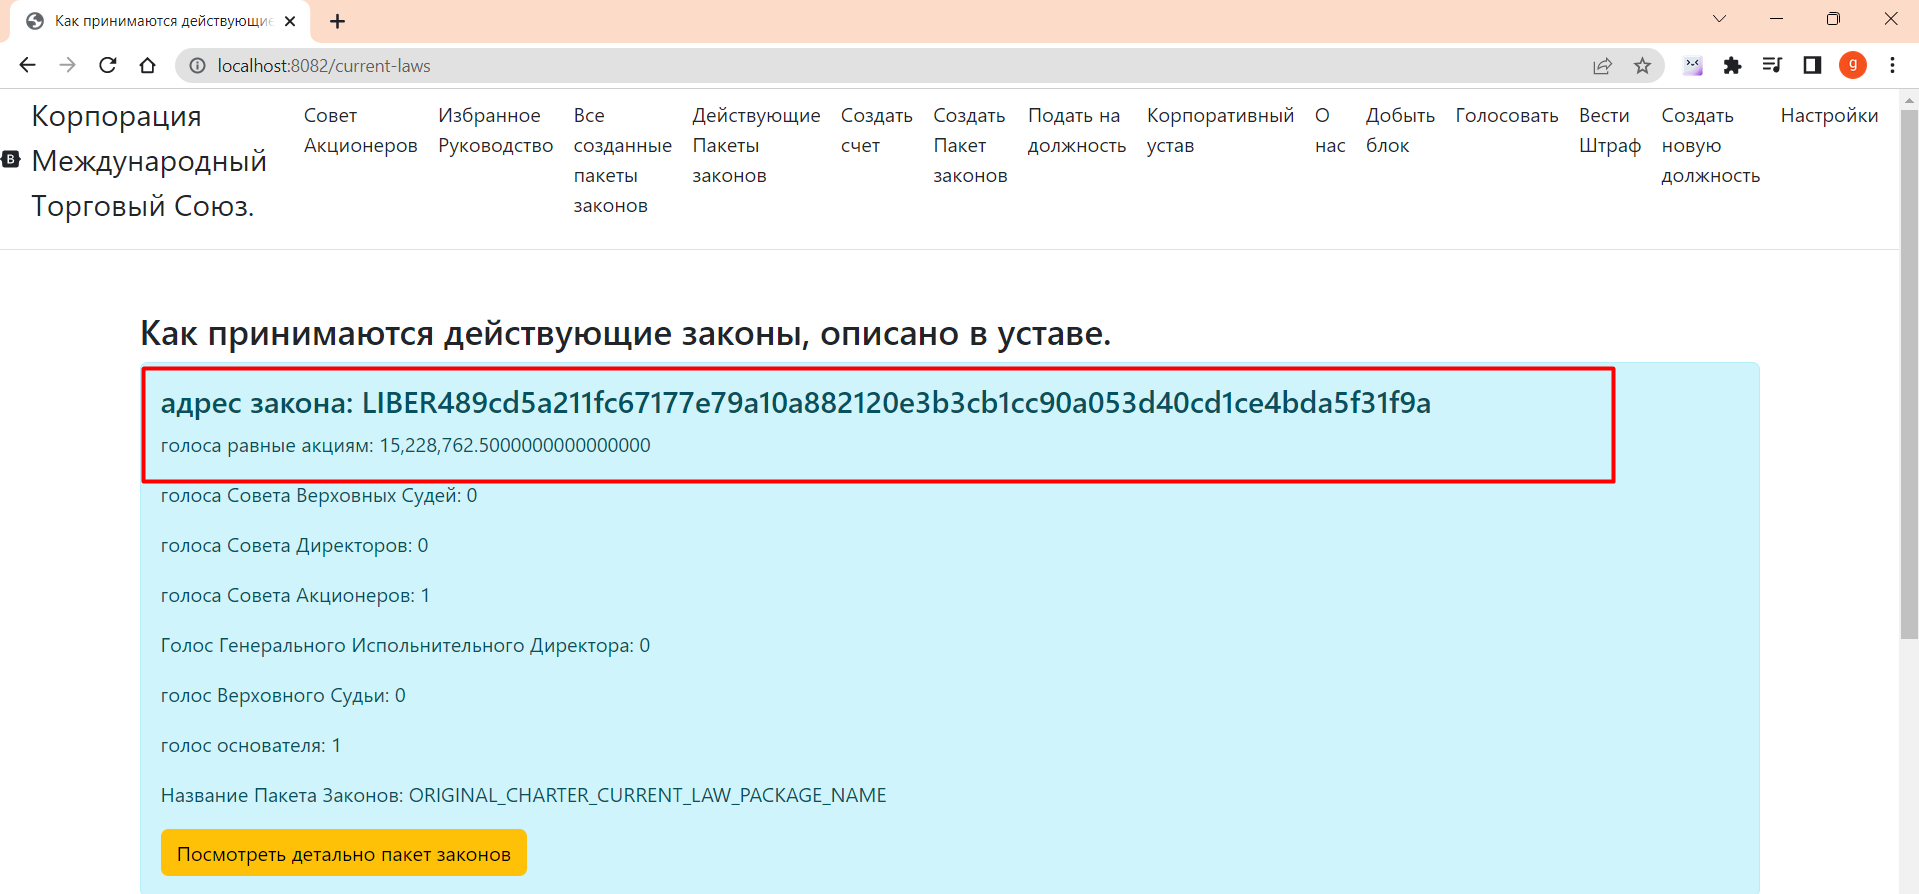 Как принимаются действующие
localhost:8082/current-laws
g
B
Корпорация
Международный
Торговый Союз.
Совет
Акционеров
Избранное
Руководство
Все
созданные
пакеты
законов
Действующие
Пакеты
законов
Создать
счет
Создать
Пакет
законов
Подать на
должность
Корпоративный
устав
О
нас
Добыть
блок
Голосовать
Вести
Штраф
Создать
новую
должность
Настройки
Как принимаются действующие законы, описано в уставе.
адрес закона: LIBER489cd5a211fc67177e79a10a882120e3b3cb1cc90a053d40cd1ce4bda5f31f9a
голоса равные акциям: 15,228,762.5000000000000000
голоса Совета Верховных Судей: 0
голоса Совета Директоров: 0
голоса Совета Акционеров: 1
Голос Генерального Испольнительного Директора: 0
голос Верховного Судьи: 0
голос основателя: 1
Название Пакета Законов: ORIGINAL_CHARTER_CURRENT_LAW_PACKAGE_NAME
Посмотреть детально пакет законов